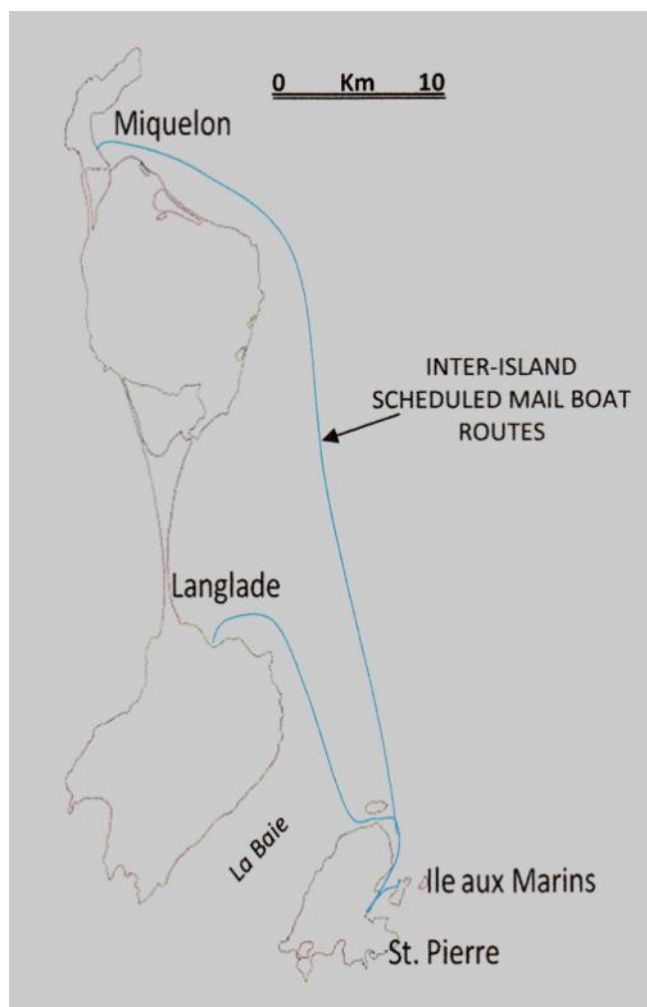 0 Km 10
Miquelon
INTER-ISLAND
SCHEDULED MAIL BOAT
ROUTES
Langlade
La Baie
Ile aux Marins
St. Pierre